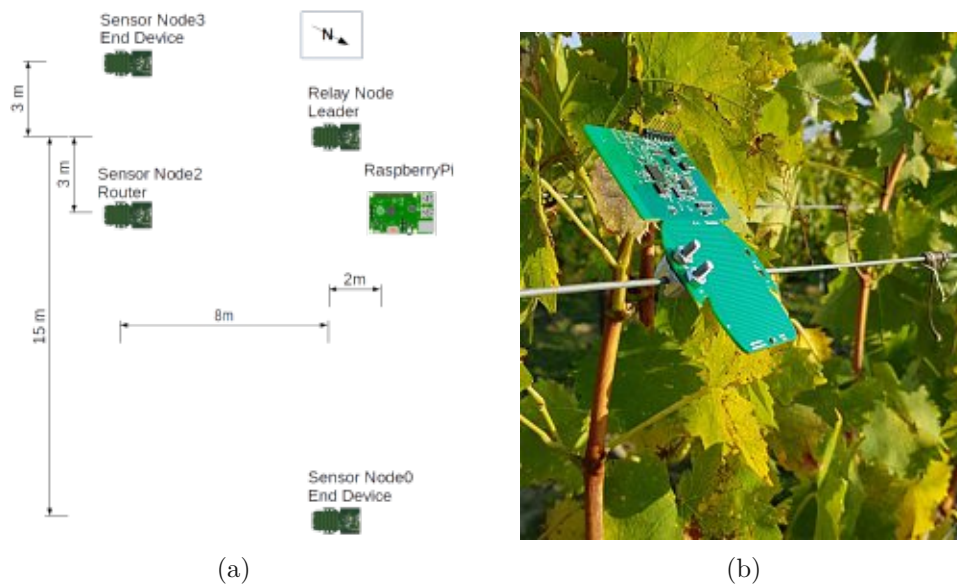 Sensor Node3
End Device
N
3 m
Relay Node
Leader
3 m
Sensor Node2
Router
RaspberryPi
2m
8m
15 m
Sensor Node0
End Device
(a)
(b)